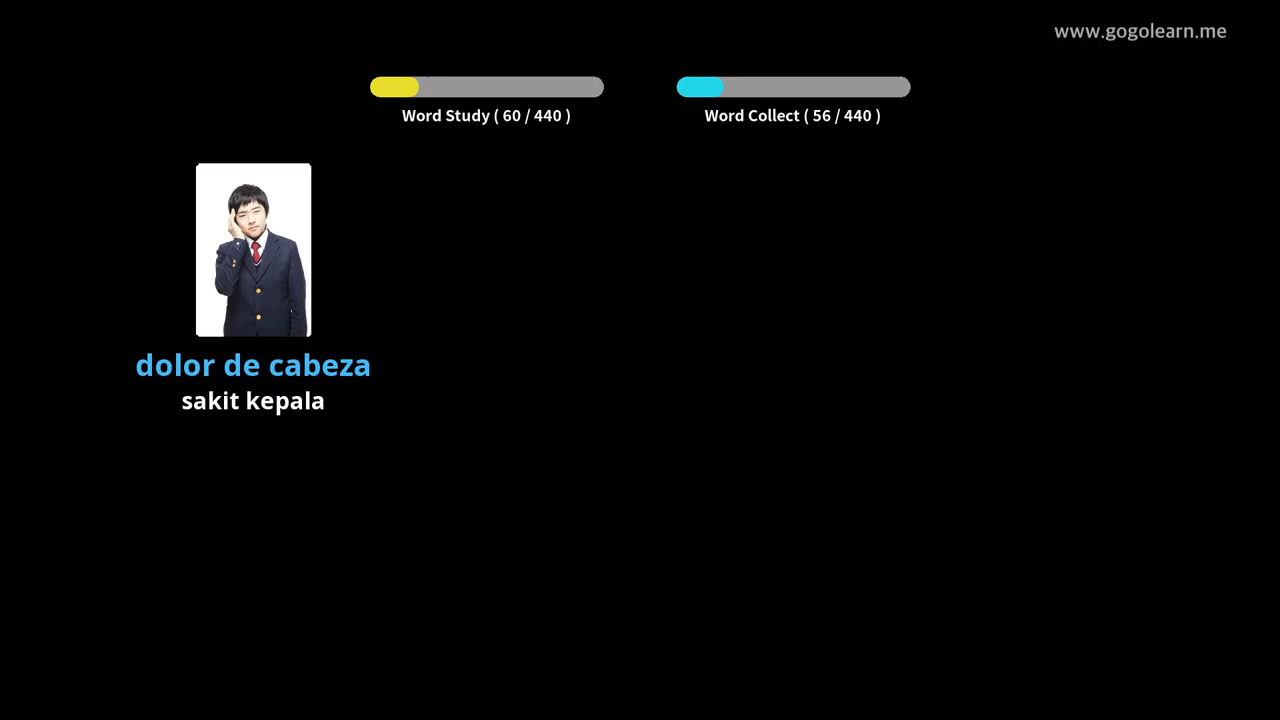 www.gogolearn.me
Word Study ( 60 / 440 )
Word Collect ( 56 / 440 )
dolor de cabeza
sakit kepala